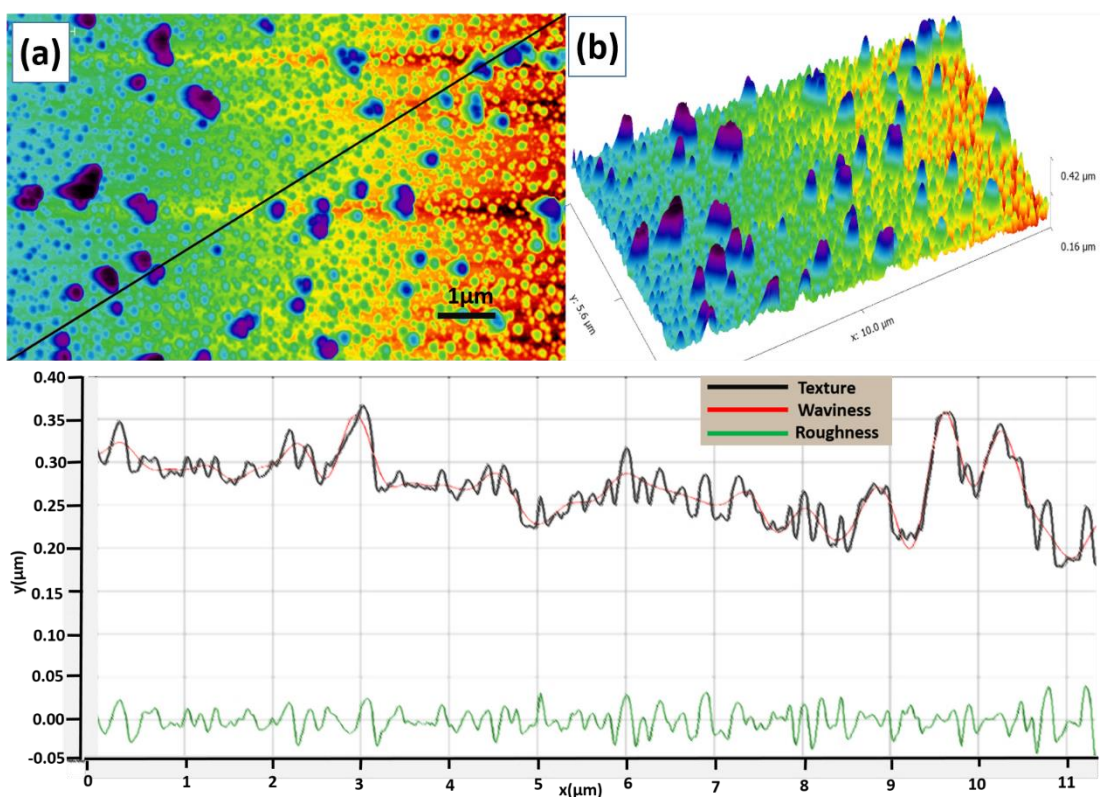 (a)
1µm
(b)
0.42 µm
0.16 µm
y: 5.6 µm
x: 10.0 µm
Texture
Waviness
Roughness
0.40
0.35
0.30
0.25
0.20
0.15
0.10
0.05
0.00
-0.05
y(µm)
0 1 2 3 4 5 6 7 8 9 10 11
x(µm)